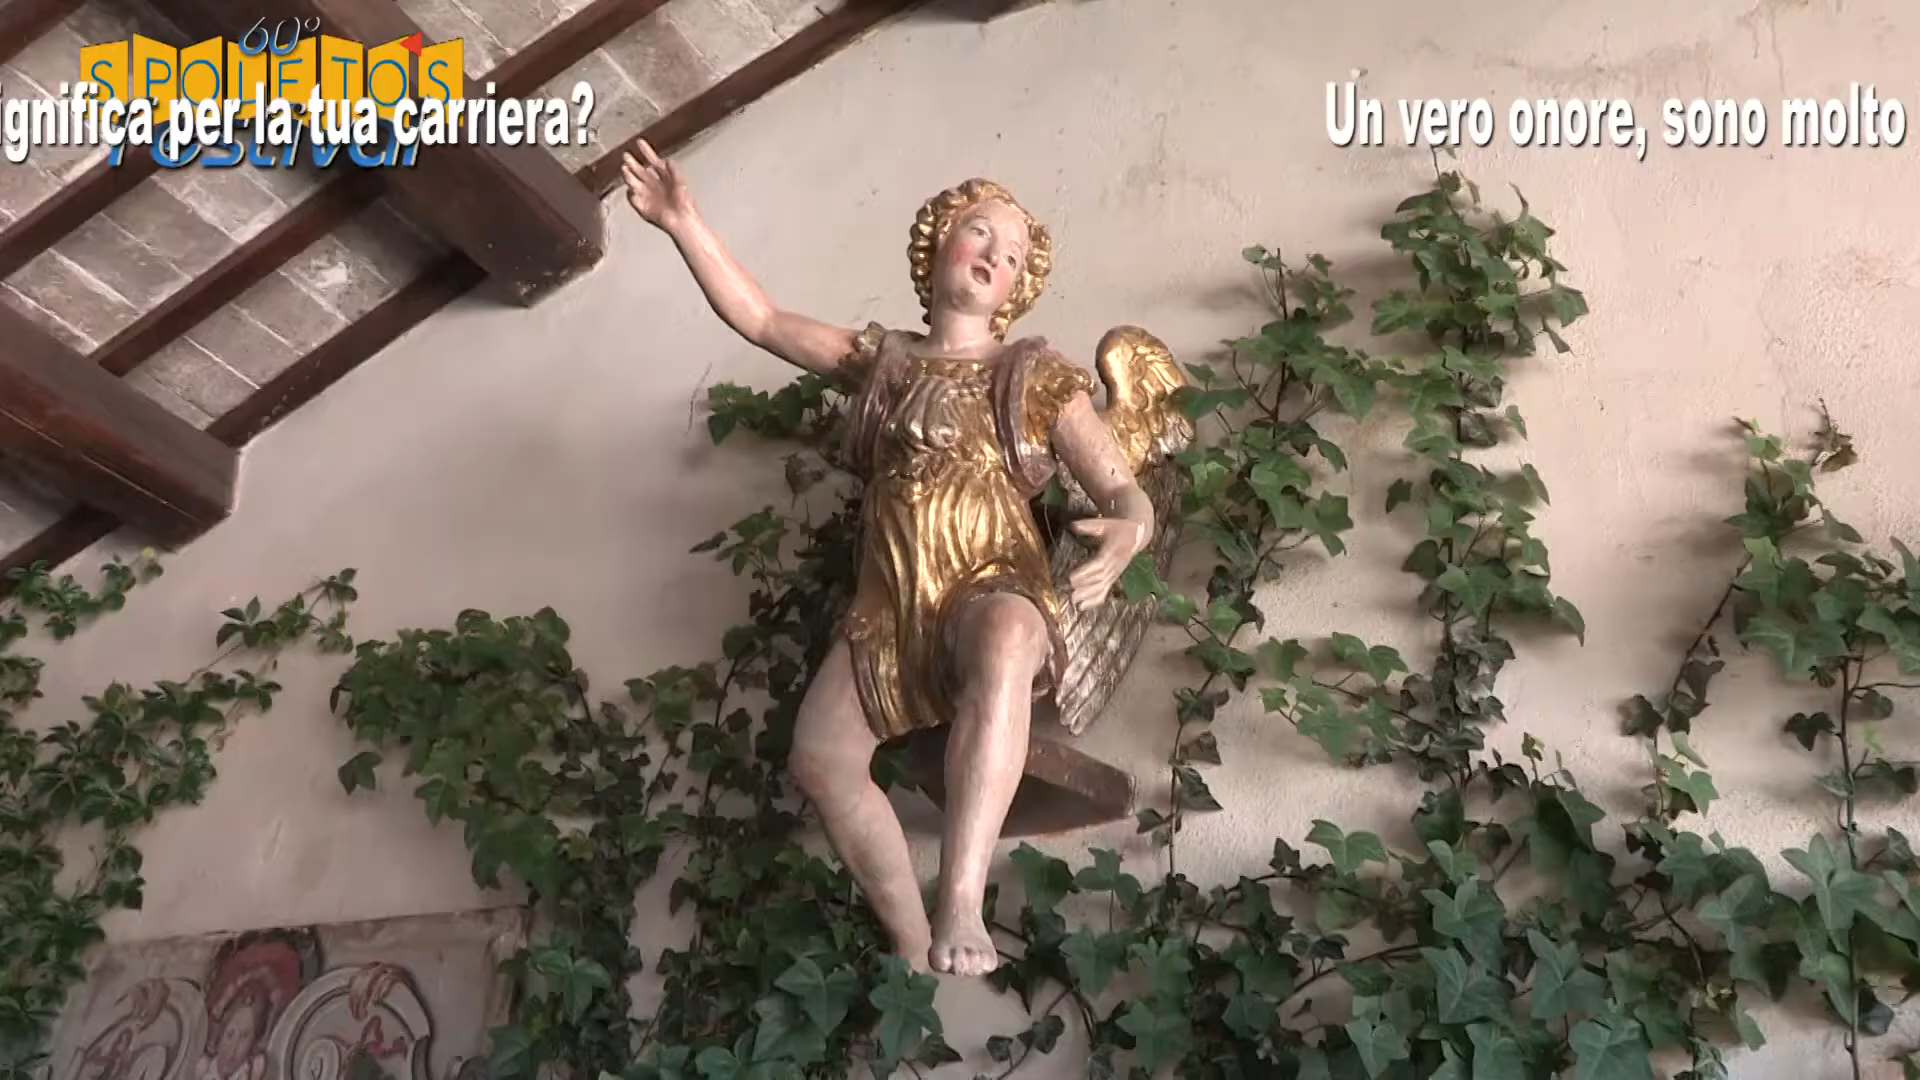 60°
SPOLETO'S
festival
ignifica per la tua carriera? Un vero onore, sono molto